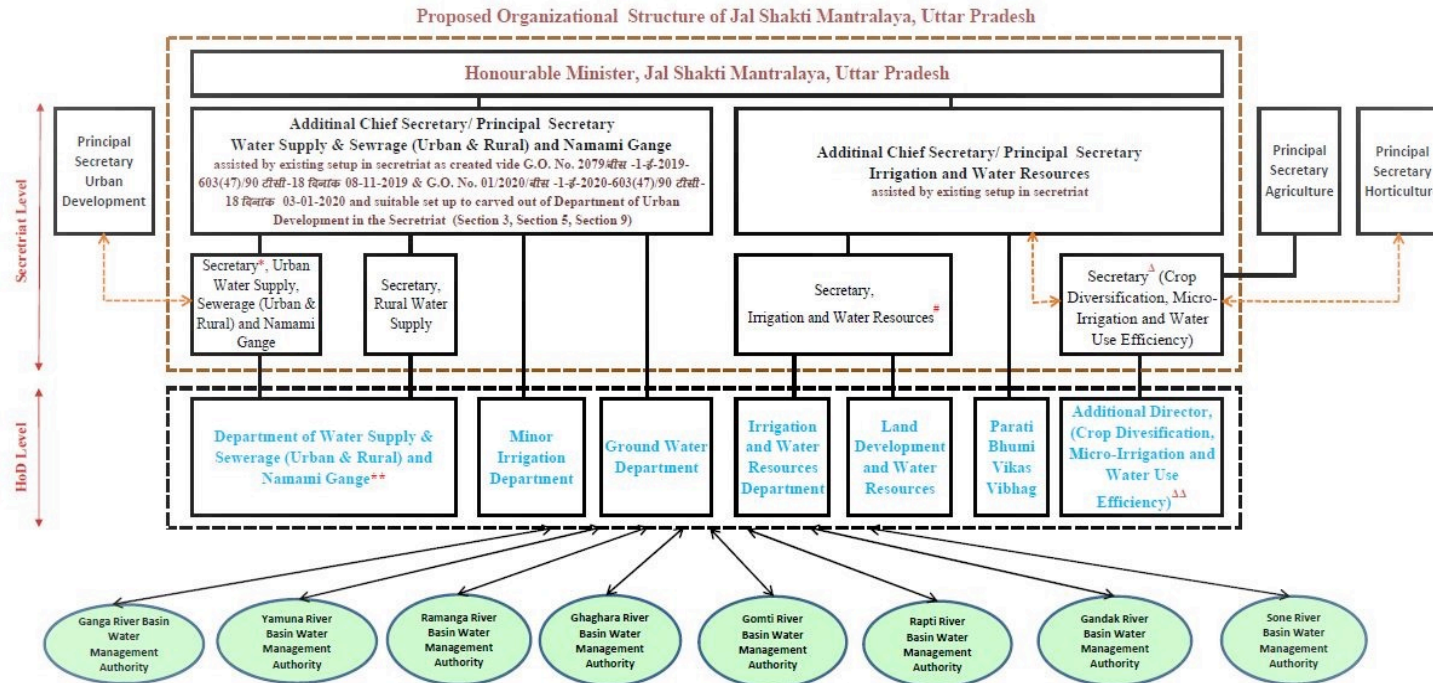 Proposed Organizational Structure of Jal Shakti Mantralaya, Uttar Pradesh
Honourable Minister, Jal Shakti Mantralaya, Uttar Pradesh
Secretriat Level
Principal
Secretary
Urban
Development
Additinal Chief Secretary/ Principal Secretary
Water Supply & Sewrage (Urban & Rural) and Namami Gange
assisted by existing setup in secretriat as created vide G.O. No. 2079/बीस -1-ई-2019-
603(47)/90 टीसी-18 दिनांक 08-11-2019 & G.O. No. 01/2020/बीस -1-ई-2020-603(47)/90 टीसी-
18 दिनांक 03-01-2020 and suitable set up to carved out of Department of Urban
Development in the Secretriat (Section 3, Section 5, Section 9)
Additinal Chief Secretary/ Principal Secretary
Irrigation and Water Resources
assisted by existing setup in secretriat
Principal
Secretary
Agriculture
Principal
Secretary
Horticulture
Secretary*, Urban
Water Supply,
Sewerage (Urban &
Rural) and Namami
Gange
Secretary,
Rural Water
Supply
Secretary,
Irrigation and Water Resources#
Secretary^Δ (Crop
Diversification, Micro-
Irrigation and Water
Use Efficiency)
HoD Level
Department of Water Supply &
Sewerage (Urban & Rural) and
Namami Gange**
Minor
Irrigation
Department
Ground Water
Department
Irrigation
and Water
Resources
Department
Land
Development
and Water
Resources
Parati
Bhumi
Vikas
Vibhag
Additional Director,
(Crop Divesification,
Micro-Irrigation and
Water Use
Efficiency)^ΔΔ
Ganga River Basin
Water
Management
Authority
Yamuna River
Basin Water
Management
Authority
Ramanga River
Basin Water
Management
Authority
Ghaghara River
Basin Water
Management
Authority
Gomti River
Basin Water
Management
Authority
Rapti River
Basin Water
Management
Authority
Gandak River
Basin Water
Management
Authority
Sone River
Basin Water
Management
Authority